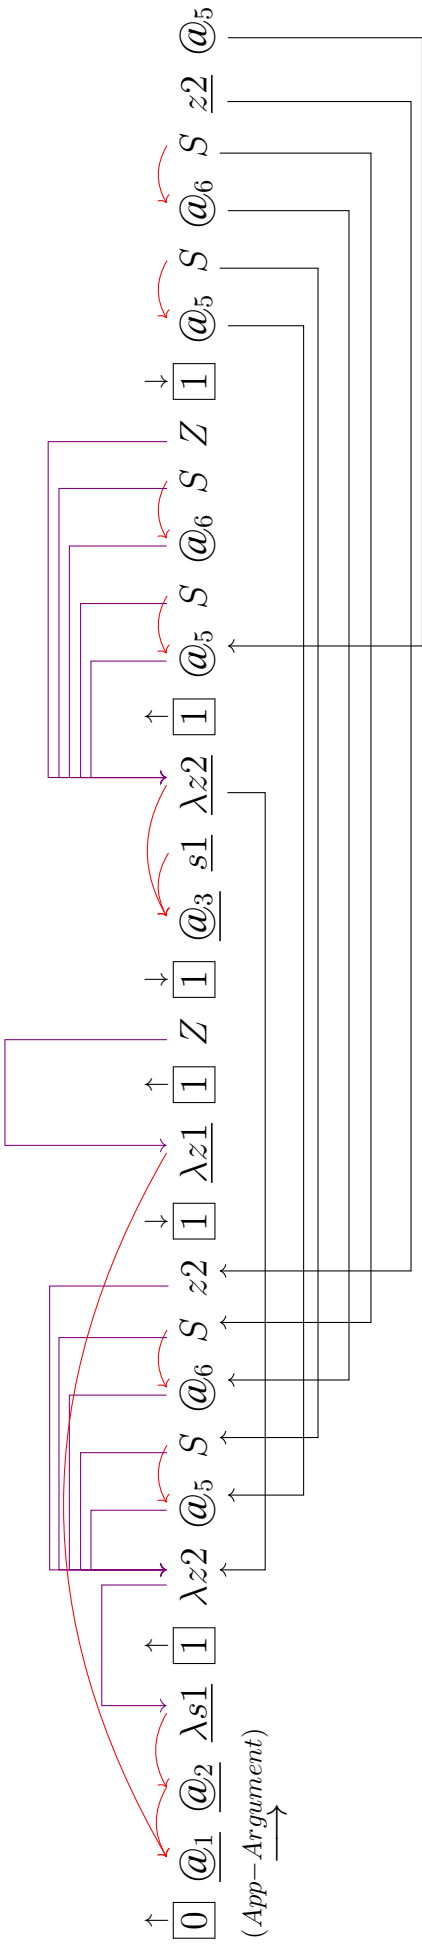 0 @₁ @₂ λs1 1 λz2 @₅ S @₆ S z2 1 λz1 1 Z 1 @₃ s1 λz2 1 @₅ S @₆ S Z 1 @₅ S @₆ S z2 @₅
(App−Argument)